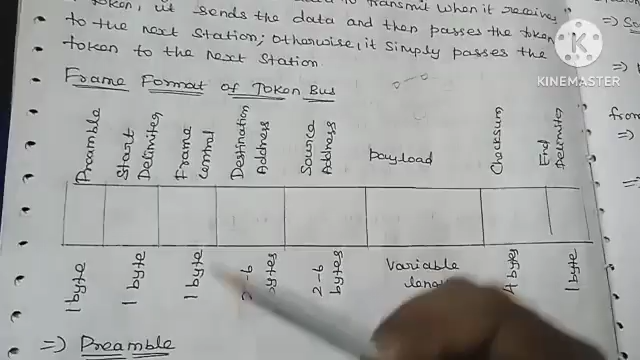 token, it sends the data and then passes the token
to the next Station; otherwise, it simply passes the
token to the next Station.
KINEMASTER
Frame Format of Token Bus
Preamble
Start Delimiter
Frame Control
Destination Address
Source Address
Payload
Checksum
End Delimiter
1 byte
1 byte
1 byte
bytes
2-6 bytes
Variable
4 bytes
1 byte
=> Preamble
from